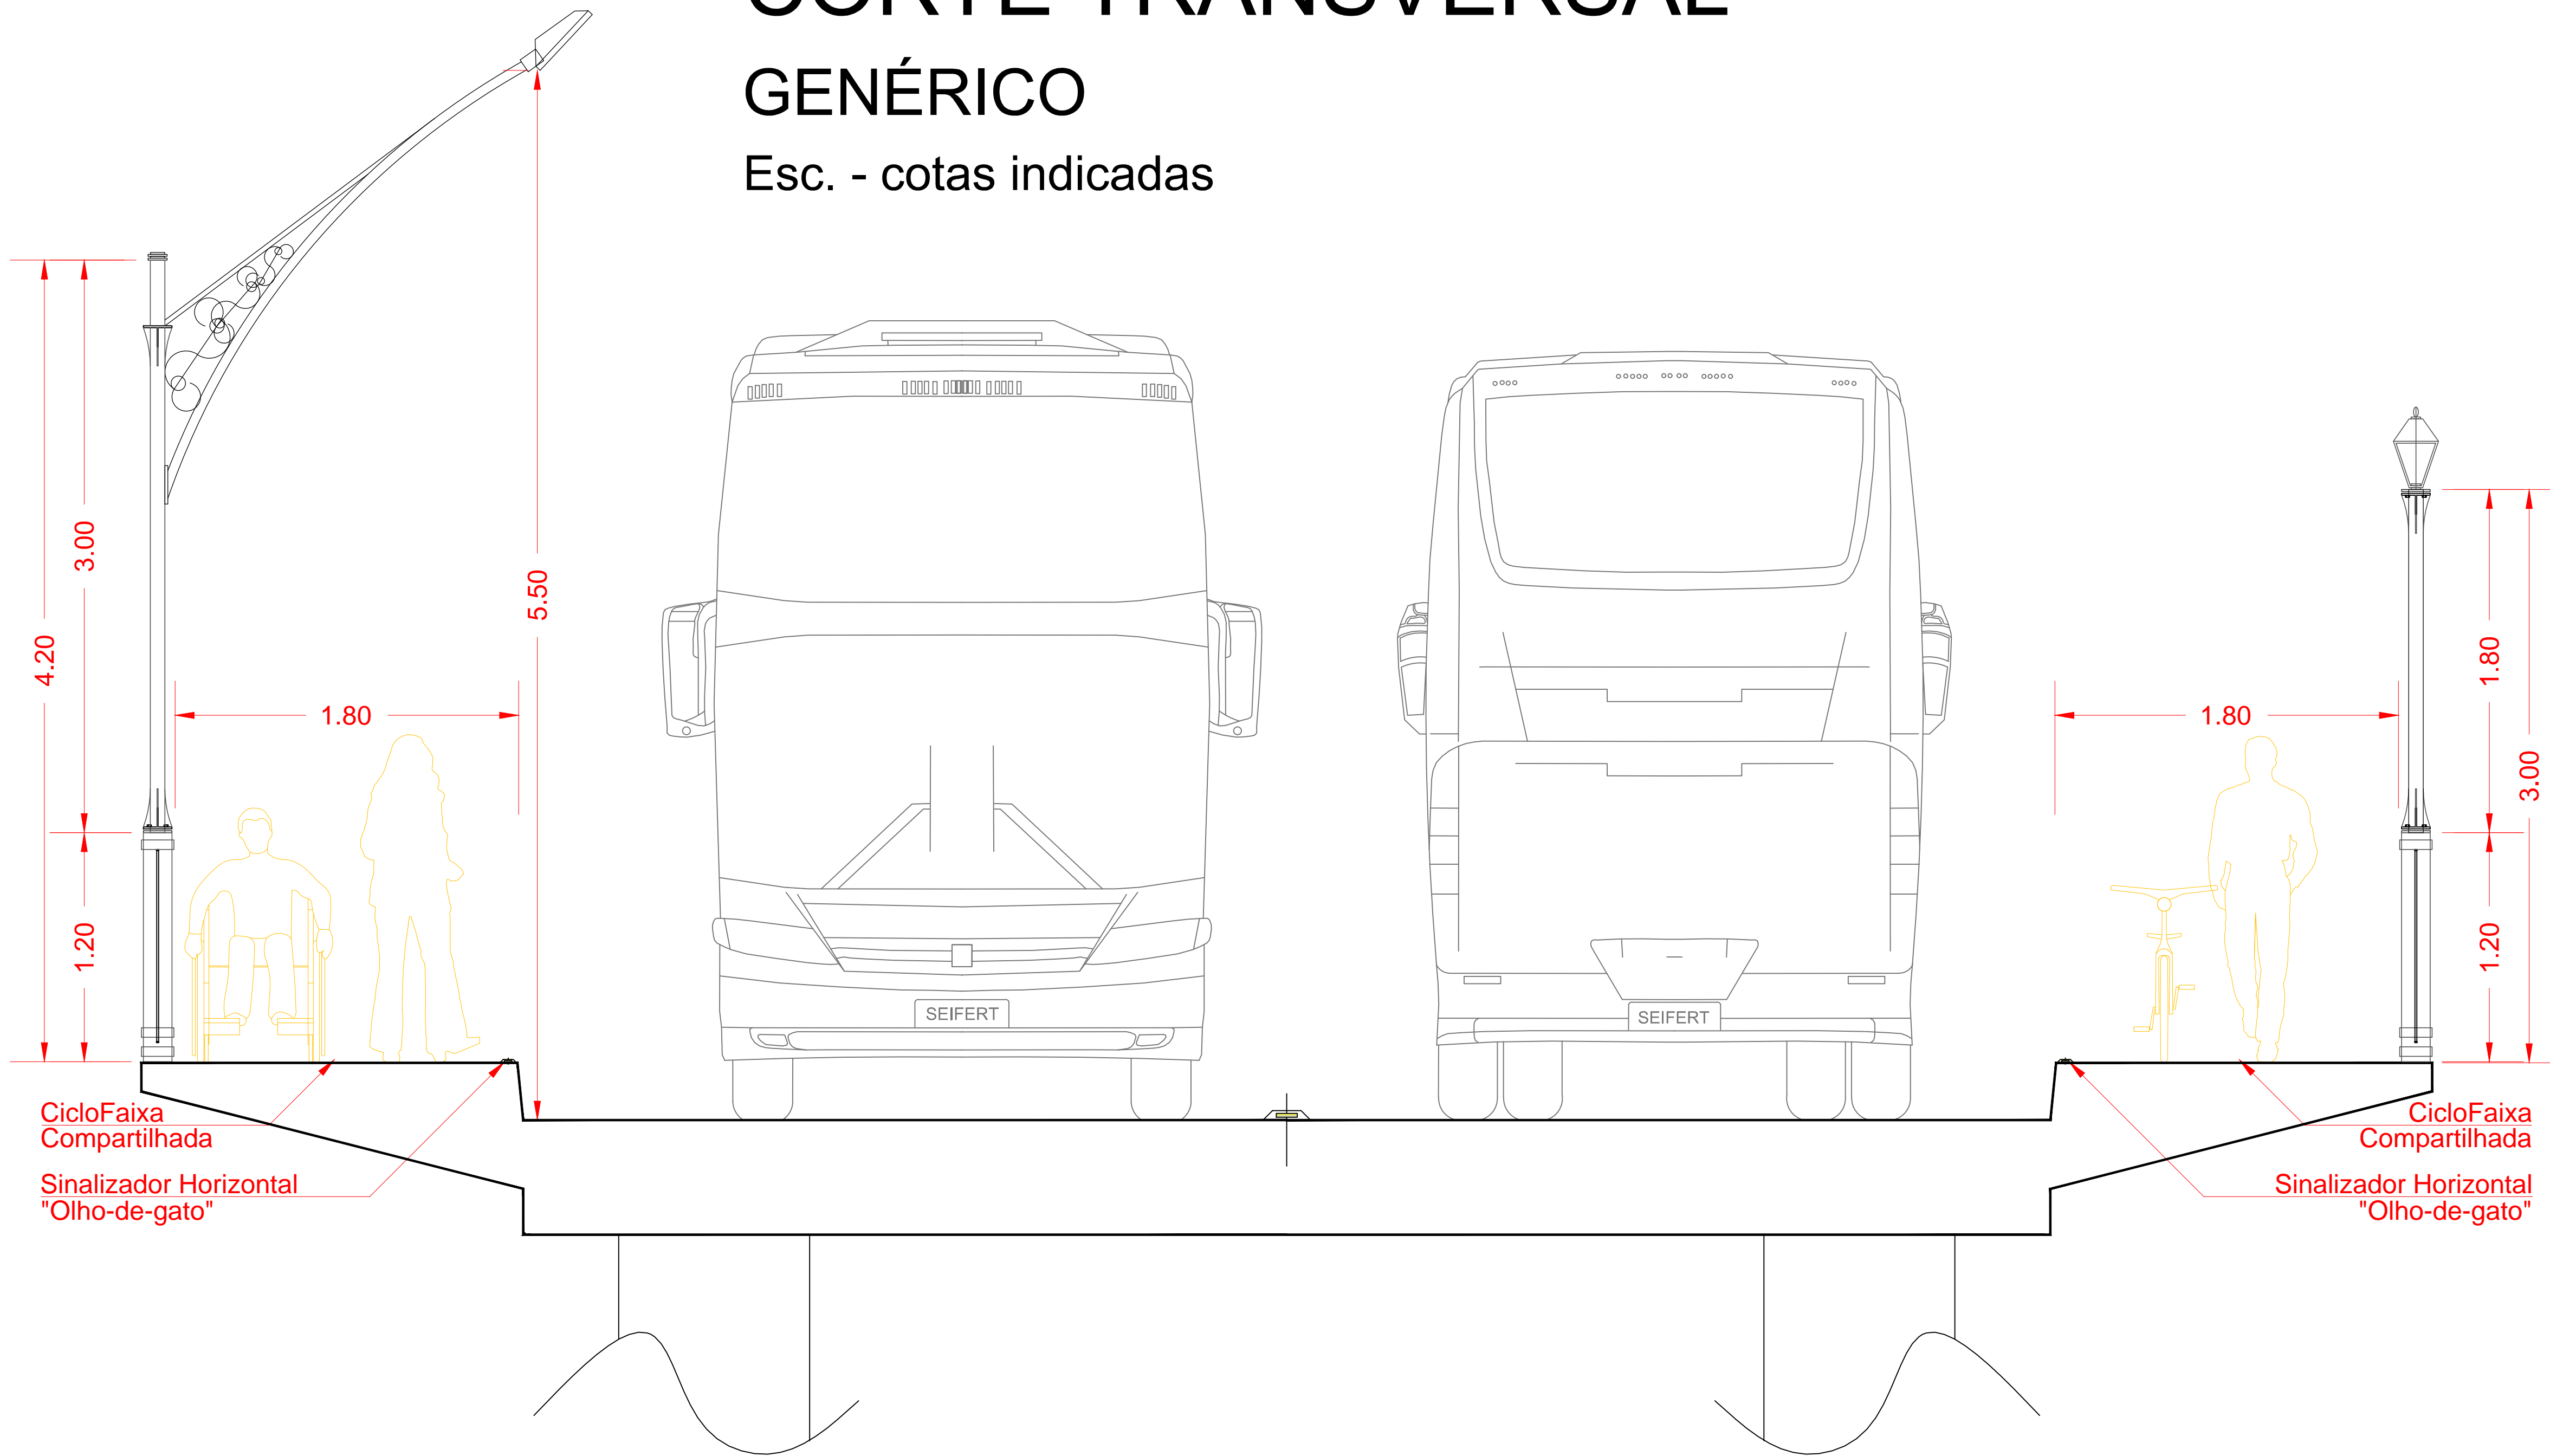 CORTE TRANSVERSAL
GENÉRICO
Esc. - cotas indicadas
4.20
3.00
1.20
1.80
5.50
1.80
1.80
3.00
1.20
SEIFERT
SEIFERT
CicloFaixa
Compartilhada
Sinalizador Horizontal
"Olho-de-gato"
CicloFaixa
Compartilhada
Sinalizador Horizontal
"Olho-de-gato"